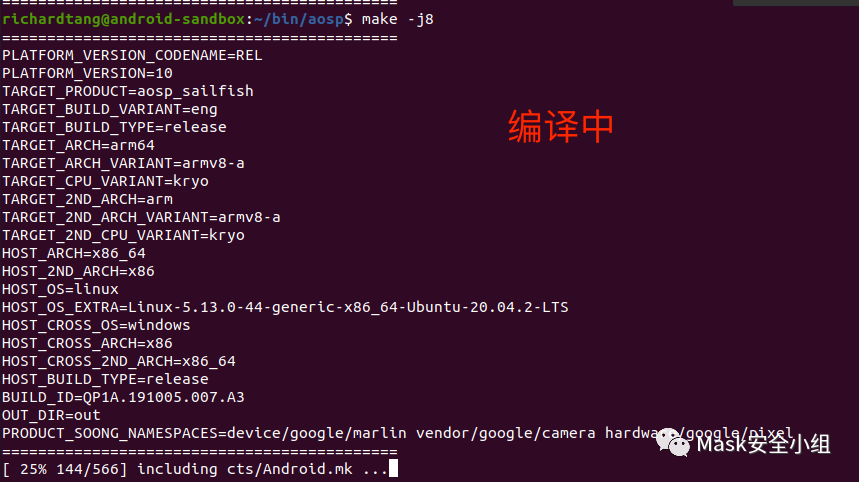 ============================================
richardtang@android-sandbox:~/bin/aosp$ make -j8
============================================
PLATFORM_VERSION_CODENAME=REL
PLATFORM_VERSION=10
TARGET_PRODUCT=aosp_sailfish
TARGET_BUILD_VARIANT=eng
TARGET_BUILD_TYPE=release
TARGET_ARCH=arm64
TARGET_ARCH_VARIANT=armv8-a
TARGET_CPU_VARIANT=kryo
TARGET_2ND_ARCH=arm
TARGET_2ND_ARCH_VARIANT=armv8-a
TARGET_2ND_CPU_VARIANT=kryo
HOST_ARCH=x86_64
HOST_2ND_ARCH=x86
HOST_OS=linux
HOST_OS_EXTRA=Linux-5.13.0-44-generic-x86_64-Ubuntu-20.04.2-LTS
HOST_CROSS_OS=windows
HOST_CROSS_ARCH=x86
HOST_CROSS_2ND_ARCH=x86_64
HOST_BUILD_TYPE=release
BUILD_ID=QP1A.191005.007.A3
OUT_DIR=out
PRODUCT_SOONG_NAMESPACES=device/google/marlin vendor/google/camera hardware/google/pixel
============================================
[ 25% 144/566] including cts/Android.mk ...
编译中
Mask安全小组